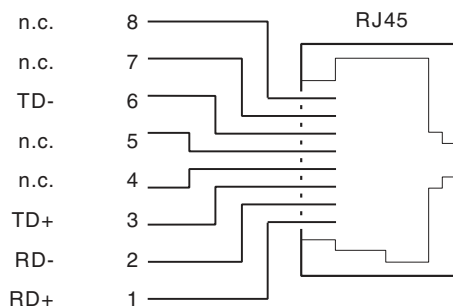 RJ45
n.c. 8
n.c. 7
TD- 6
n.c. 5
n.c. 4
TD+ 3
RD- 2
RD+ 1